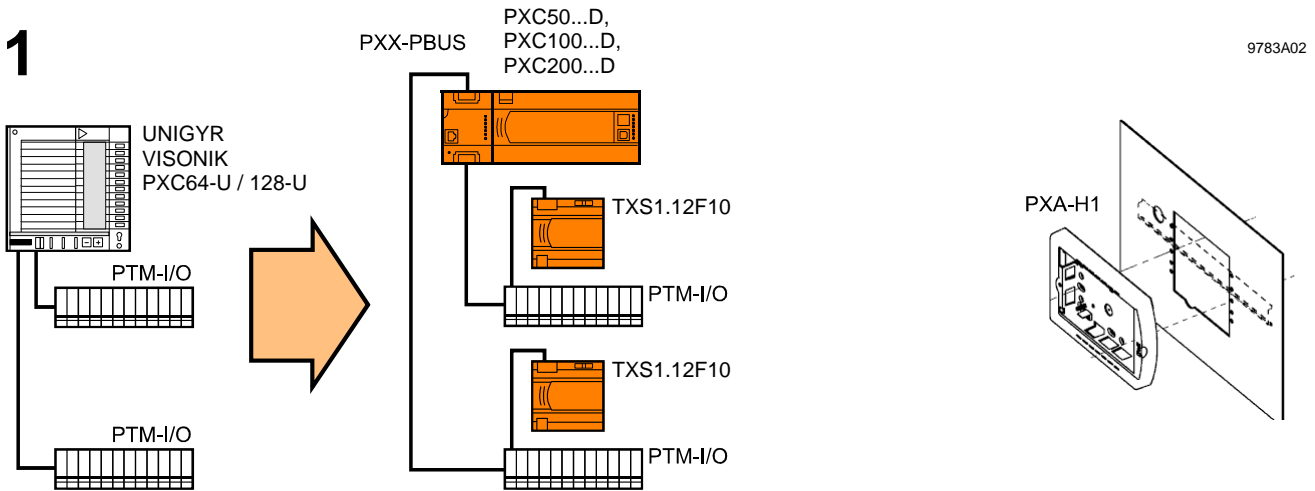 1
UNIGYR
VISONIK
PXC64-U / 128-U
PTM-I/O
PTM-I/O
PXX-PBUS
PXC50...D,
PXC100...D,
PXC200...D
TXS1.12F10
PTM-I/O
TXS1.12F10
PTM-I/O
9783A02
PXA-H1